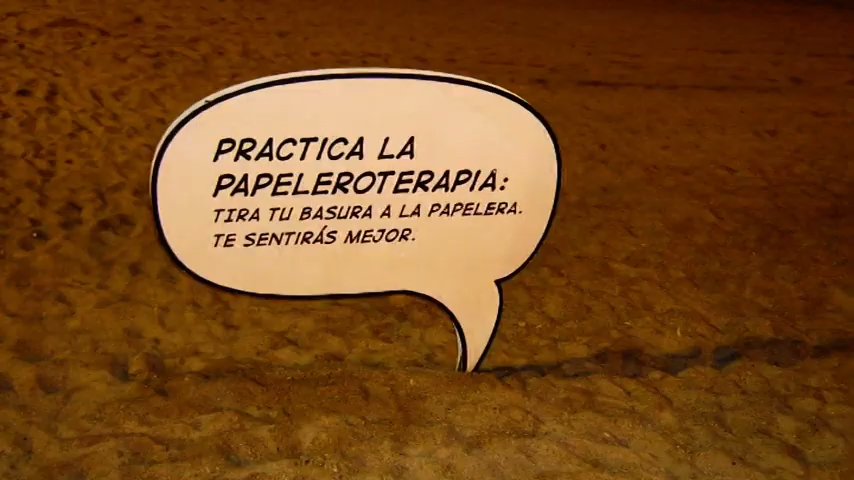 PRACTICA LA
PAPELEROTERAPIA:
TIRA TU BASURA A LA PAPELERA.
TE SENTIRÁS MEJOR.